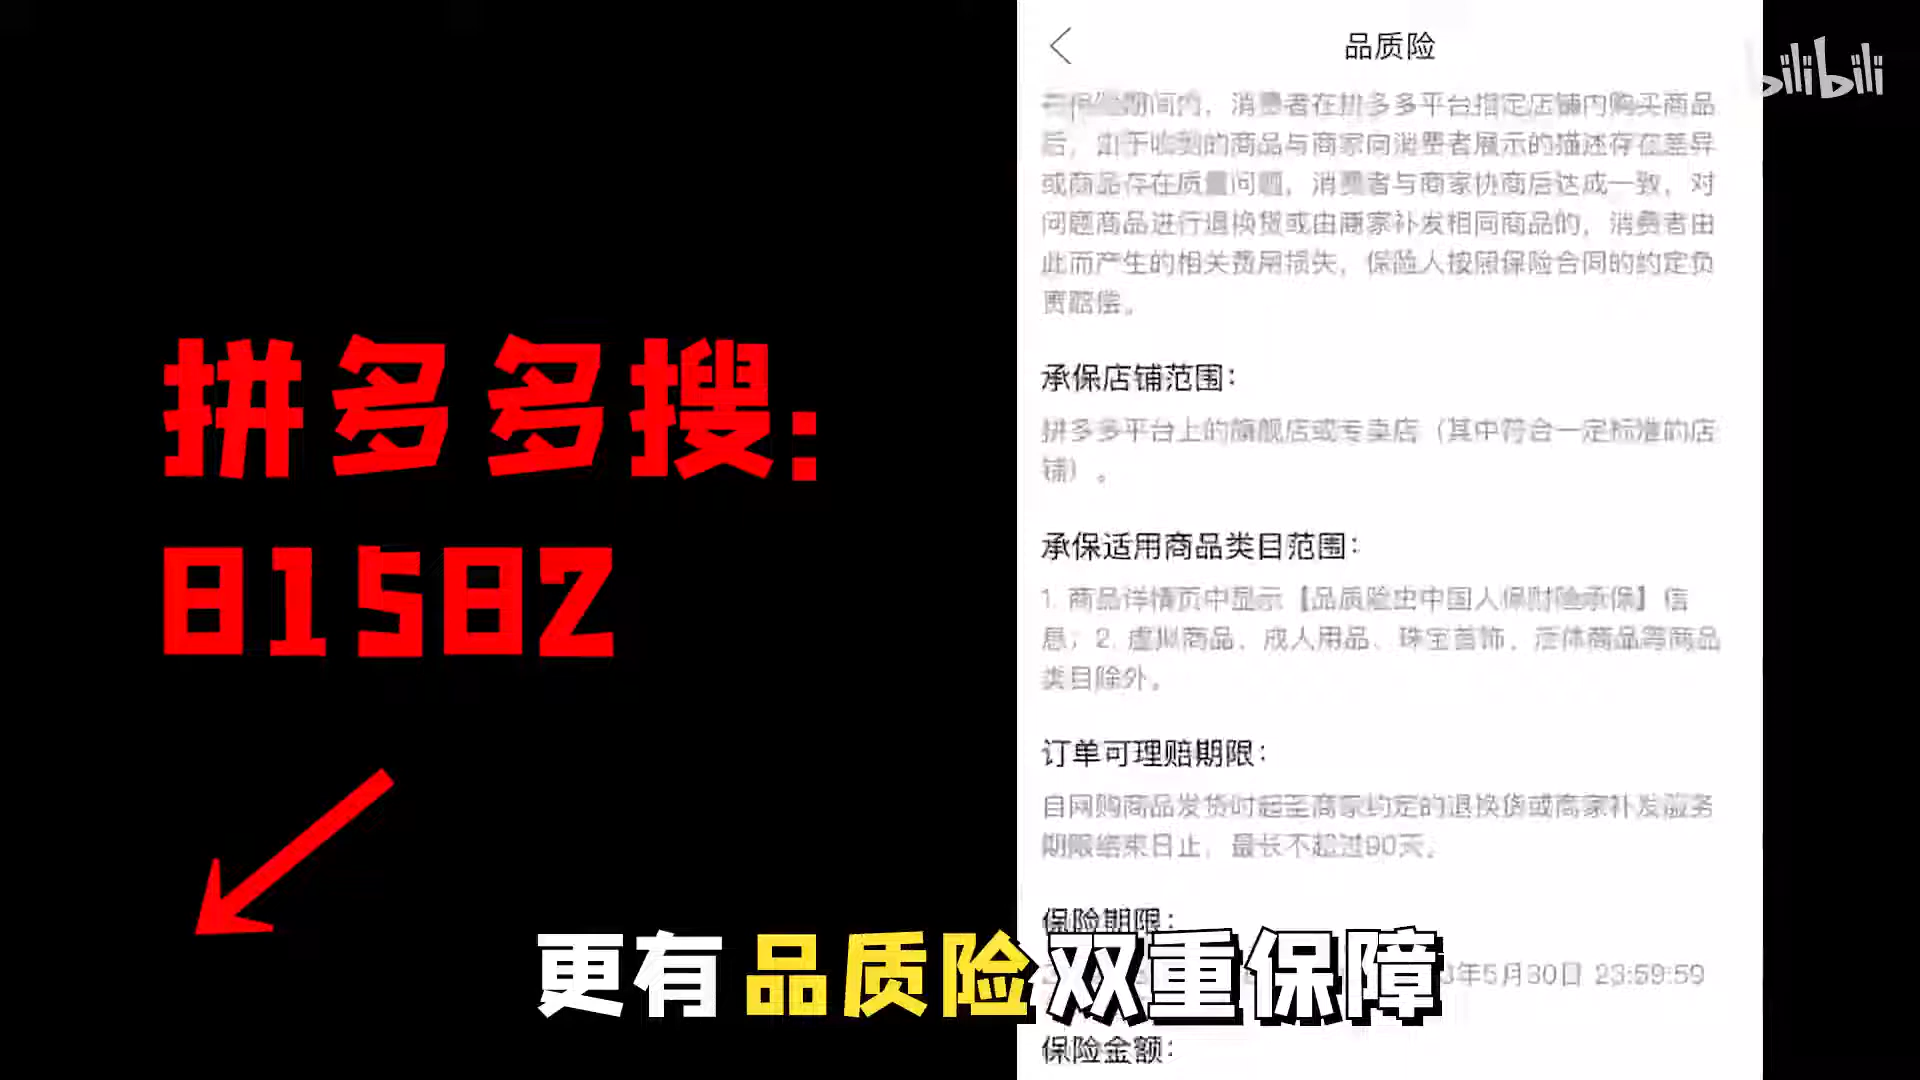 拼多多搜:
81582
品质险
bilibili
在保险期间内，消费者在拼多多平台指定店铺内购买商品
后，由于收到的商品与商家向消费者展示的描述存在差异
或商品存在质量问题，消费者与商家协商后达成一致，对
问题商品进行退换货或由商家补发相同商品的，消费者由
此而产生的相关费用损失，保险人按照保险合同的约定负
责赔偿。
承保店铺范围：
拼多多平台上的旗舰店或专卖店（其中符合一定标准的店
铺）。
承保适用商品类目范围：
1. 商品详情页中显示【品质险由中国人保财险承保】信
息；2. 虚拟商品、成人用品、珠宝首饰、定制商品等商品
类目除外。
订单可理赔期限：
自网购商品发货时起至商家约定的退换货或商家补发服务
期限结束日止，最长不超过90天。
保险期限：
年5月30日 23:59:59
更有品质险双重保障
保险金额：